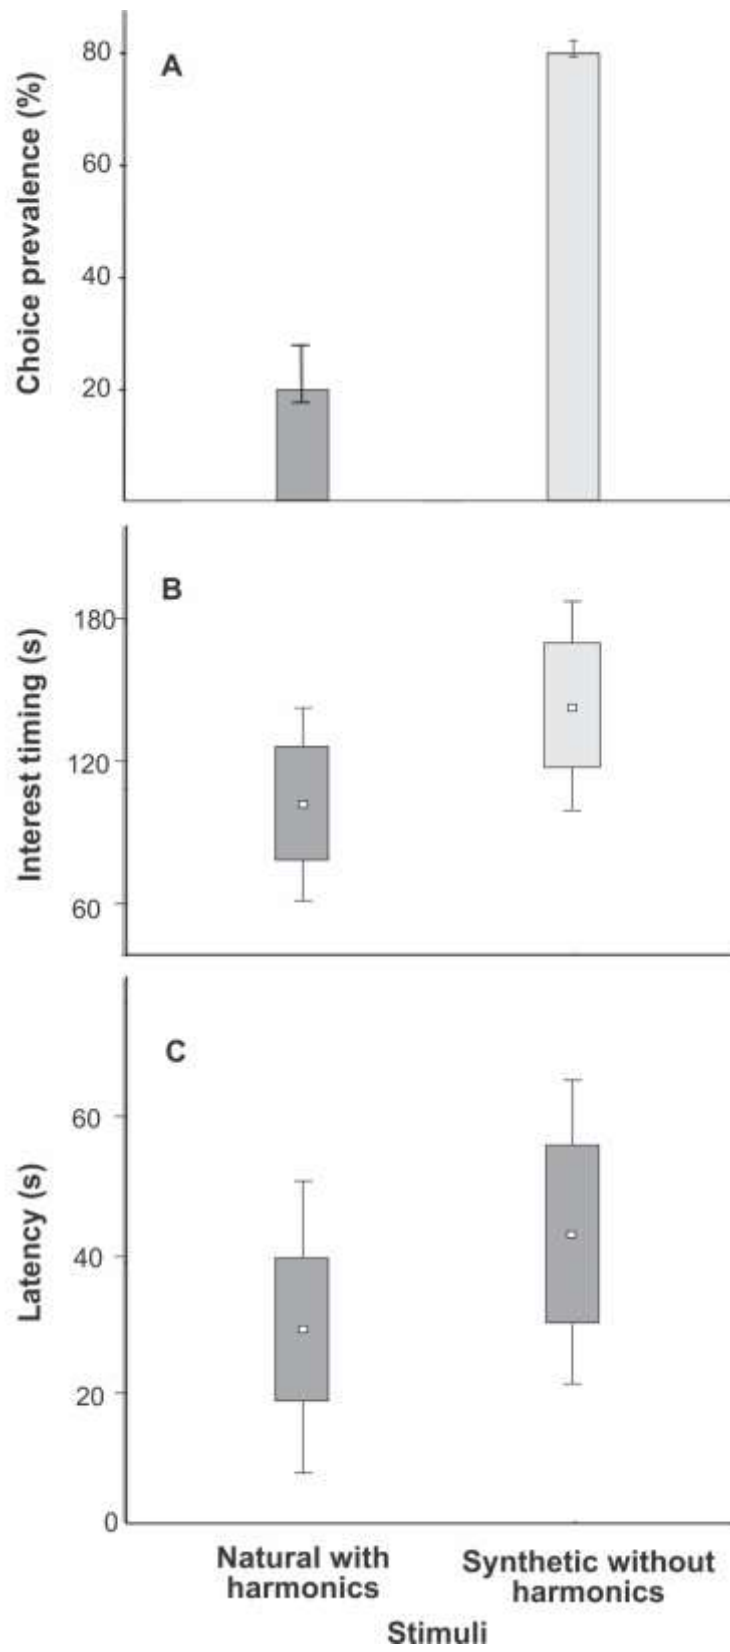 A
Choice prevalence (%)
80
60
40
20
B
Interest timing (s)
180
120
60
C
Latency (s)
60
40
20
0
Natural with
harmonics
Synthetic without
harmonics
Stimuli